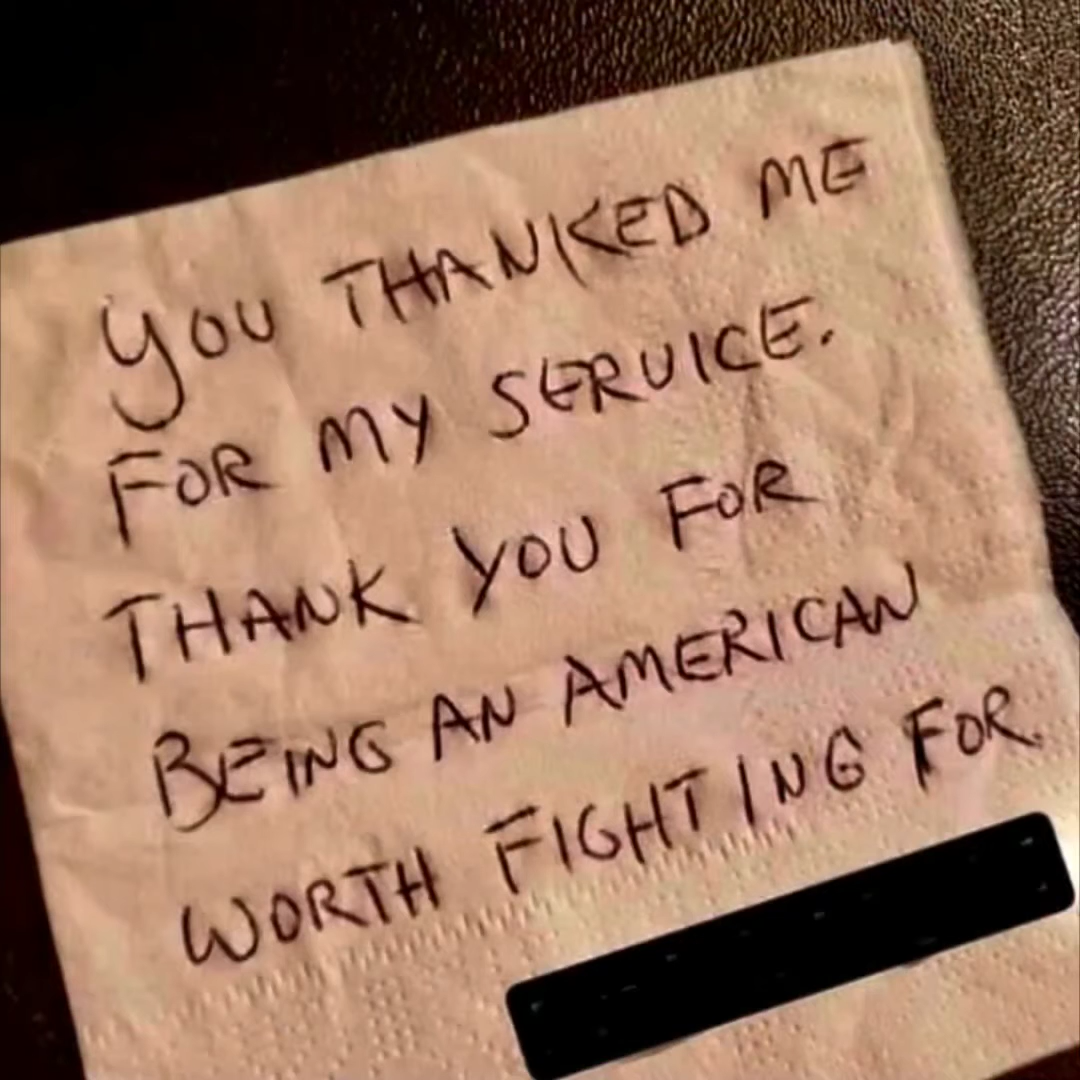 YOU THANKED ME
FOR MY SERVICE.
THANK YOU FOR
BEING AN AMERICAN
WORTH FIGHTING FOR.